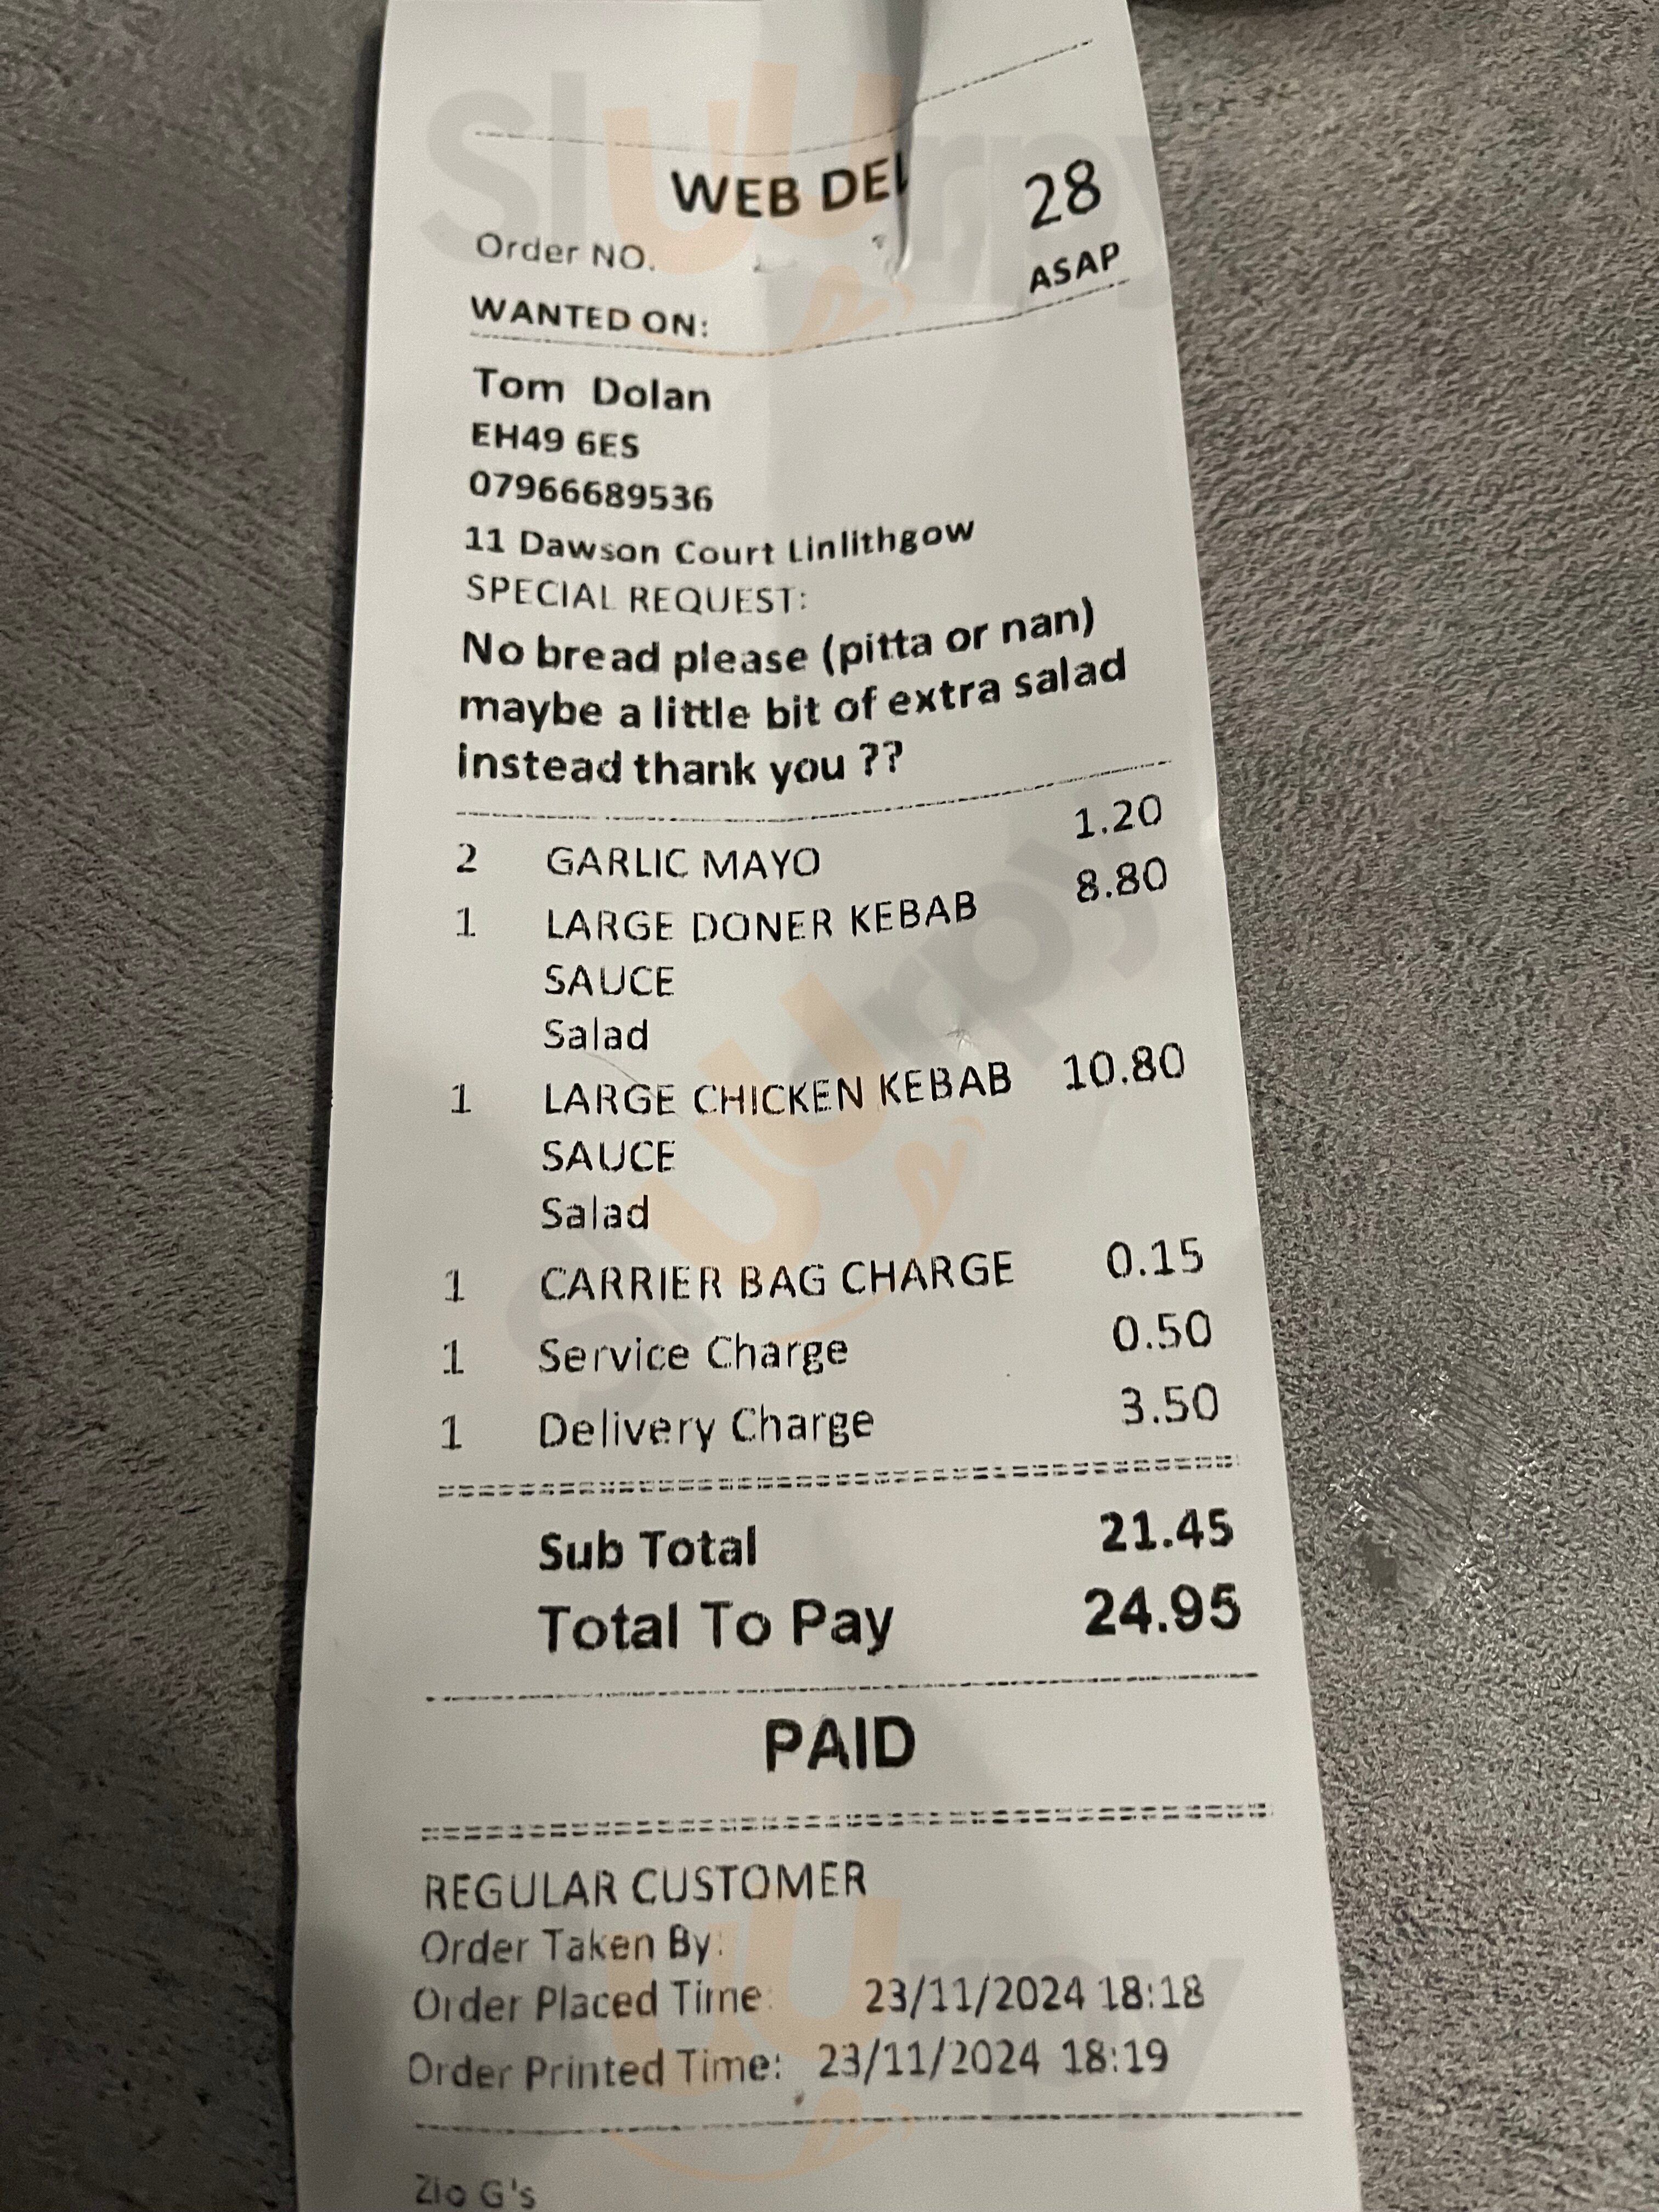 WEB DEL
Order NO. 28
WANTED ON: ASAP
Tom Dolan
EH49 6ES
07966689536
11 Dawson Court Linlithgow
SPECIAL REQUEST:
No bread please (pitta or nan)
maybe a little bit of extra salad
instead thank you ??
2 GARLIC MAYO 1.20
1 LARGE DONER KEBAB 8.80
SAUCE
Salad
1 LARGE CHICKEN KEBAB 10.80
SAUCE
Salad
1 CARRIER BAG CHARGE 0.15
1 Service Charge 0.50
1 Delivery Charge 3.50
Sub Total 21.45
Total To Pay 24.95
PAID
REGULAR CUSTOMER
Order Taken By:
Order Placed Time: 23/11/2024 18:18
Order Printed Time: 23/11/2024 18:19
Zio G's
Sluurpy
Sluurpy
Sluurpy